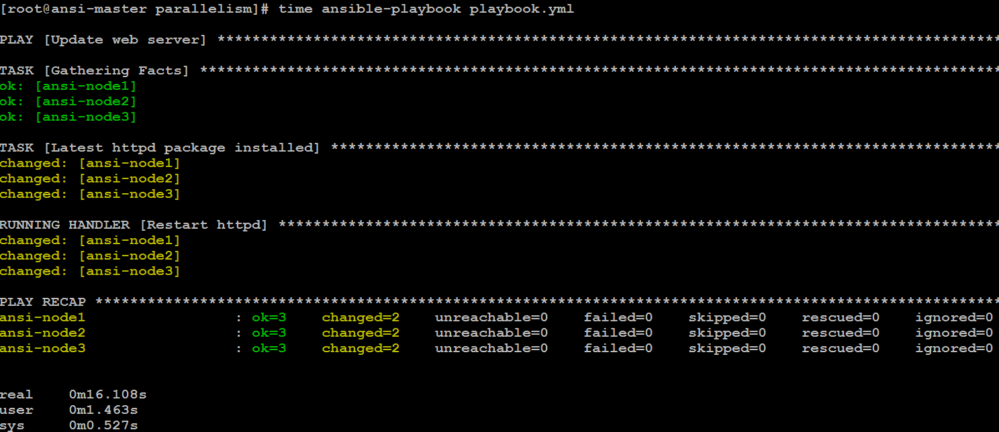 [root@ansi-master parallelism]# time ansible-playbook playbook.yml
PLAY [Update web server] ******************************************************************************************
TASK [Gathering Facts] ********************************************************************************************
ok: [ansi-node1]
ok: [ansi-node2]
ok: [ansi-node3]
TASK [Latest httpd package installed] *****************************************************************************
changed: [ansi-node1]
changed: [ansi-node2]
changed: [ansi-node3]
RUNNING HANDLER [Restart httpd] ***********************************************************************************
changed: [ansi-node1]
changed: [ansi-node2]
changed: [ansi-node3]
PLAY RECAP ********************************************************************************************************
ansi-node1                 : ok=3    changed=2    unreachable=0    failed=0    skipped=0    rescued=0    ignored=0
ansi-node2                 : ok=3    changed=2    unreachable=0    failed=0    skipped=0    rescued=0    ignored=0
ansi-node3                 : ok=3    changed=2    unreachable=0    failed=0    skipped=0    rescued=0    ignored=0
real    0m16.108s
user    0m1.463s
sys     0m0.527s